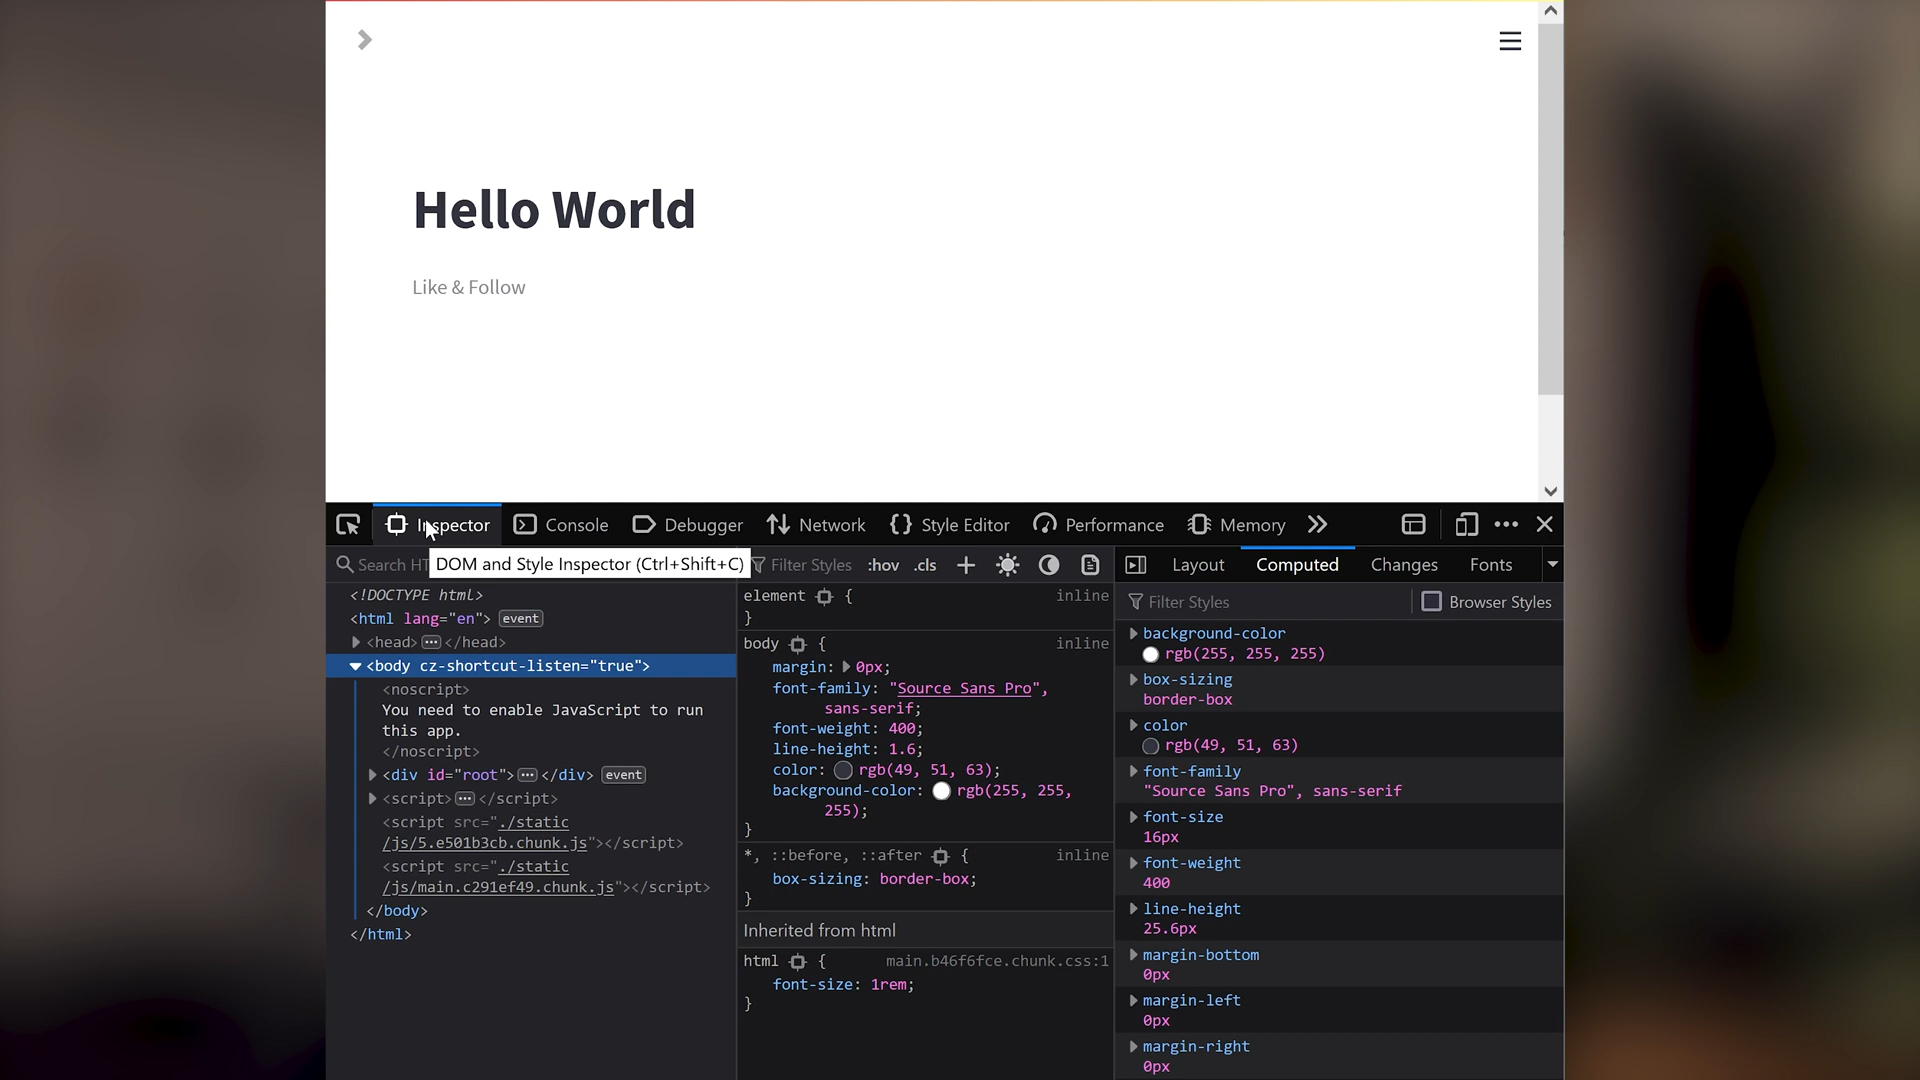 Hello World
Like & Follow
Inspector
Console
Debugger
Network
Style Editor
Performance
Memory
Search HT
DOM and Style Inspector (Ctrl+Shift+C)
Filter Styles
:hov
.cls
Layout
Computed
Changes
Fonts
<!DOCTYPE html>
<html lang="en"> event
<head> ... </head>
<body cz-shortcut-listen="true">
<noscript>
You need to enable JavaScript to run
this app.
</noscript>
<div id="root"> ... </div> event
<script> ... </script>
<script src="./static
/js/5.e501b3cb.chunk.js"></script>
<script src="./static
/js/main.c291ef49.chunk.js"></script>
</body>
</html>
element { inline
}
body { inline
margin: 0px;
font-family: "Source Sans Pro",
sans-serif;
font-weight: 400;
line-height: 1.6;
color: rgb(49, 51, 63);
background-color: rgb(255, 255,
255);
}
*, ::before, ::after { inline
box-sizing: border-box;
}
Inherited from html
html { main.b46f6fce.chunk.css:1
font-size: 1rem;
}
Filter Styles
Browser Styles
background-color
rgb(255, 255, 255)
box-sizing
border-box
color
rgb(49, 51, 63)
font-family
"Source Sans Pro", sans-serif
font-size
16px
font-weight
400
line-height
25.6px
margin-bottom
0px
margin-left
0px
margin-right
0px